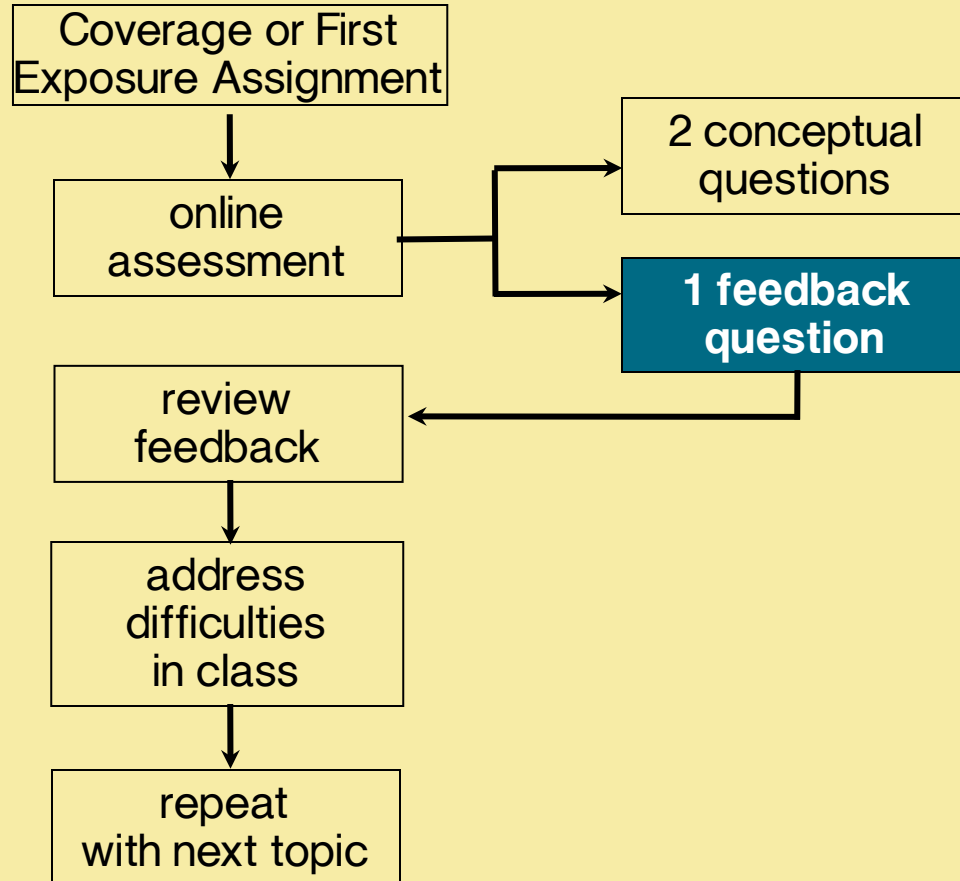 Coverage or First
Exposure Assignment
online
assessment
2 conceptual
questions
1 feedback
question
review
feedback
address
difficulties
in class
repeat
with next topic